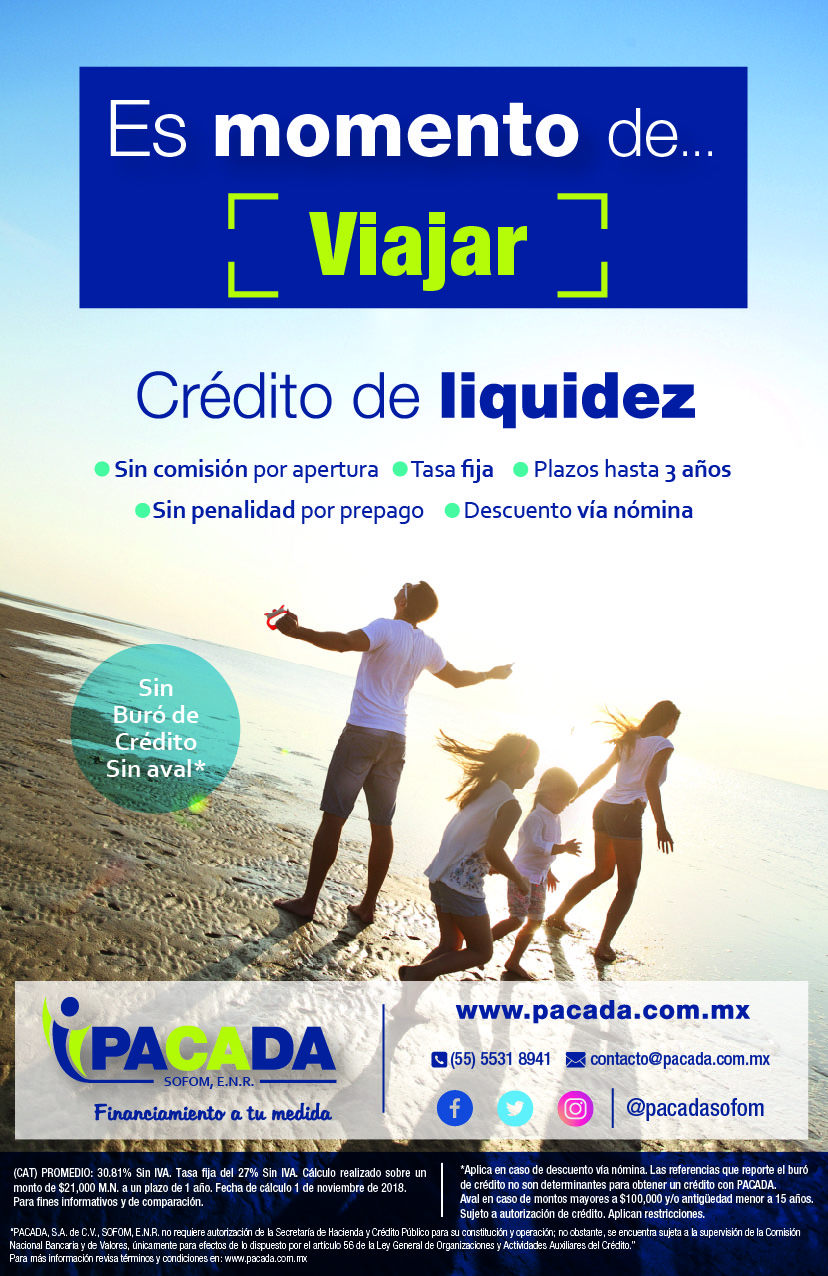 Es momento de...
Viajar
Crédito de liquidez
Sin comisión por apertura Tasa fija Plazos hasta 3 años
Sin penalidad por prepago Descuento vía nómina
Sin
Buró de
Crédito
Sin aval*
PACADA
SOFOM, E.N.R.
Financiamiento a tu medida
www.pacada.com.mx
(55) 5531 8941 contacto@pacada.com.mx
@pacadasofom
(CAT) PROMEDIO: 30.81% Sin IVA. Tasa fija del 27% Sin IVA. Cálculo realizado sobre un
monto de $21,000 M.N. a un plazo de 1 año. Fecha de cálculo 1 de noviembre de 2018.
Para fines informativos y de comparación.
*Aplica en caso de descuento vía nómina. Las referencias que reporte el buró
de crédito no son determinantes para obtener un crédito con PACADA.
Aval en caso de montos mayores a $100,000 y/o antigüedad menor a 15 años.
Sujeto a autorización de crédito. Aplican restricciones.
"PACADA, S.A. de C.V., SOFOM, E.N.R. no requiere autorización de la Secretaría de Hacienda y Crédito Público para su constitución y operación; no obstante, se encuentra sujeta a la supervisión de la Comisión
Nacional Bancaria y de Valores, únicamente para efectos de lo dispuesto por el artículo 56 de la Ley General de Organizaciones y Actividades Auxiliares del Crédito."
Para más información revisa términos y condiciones en: www.pacada.com.mx